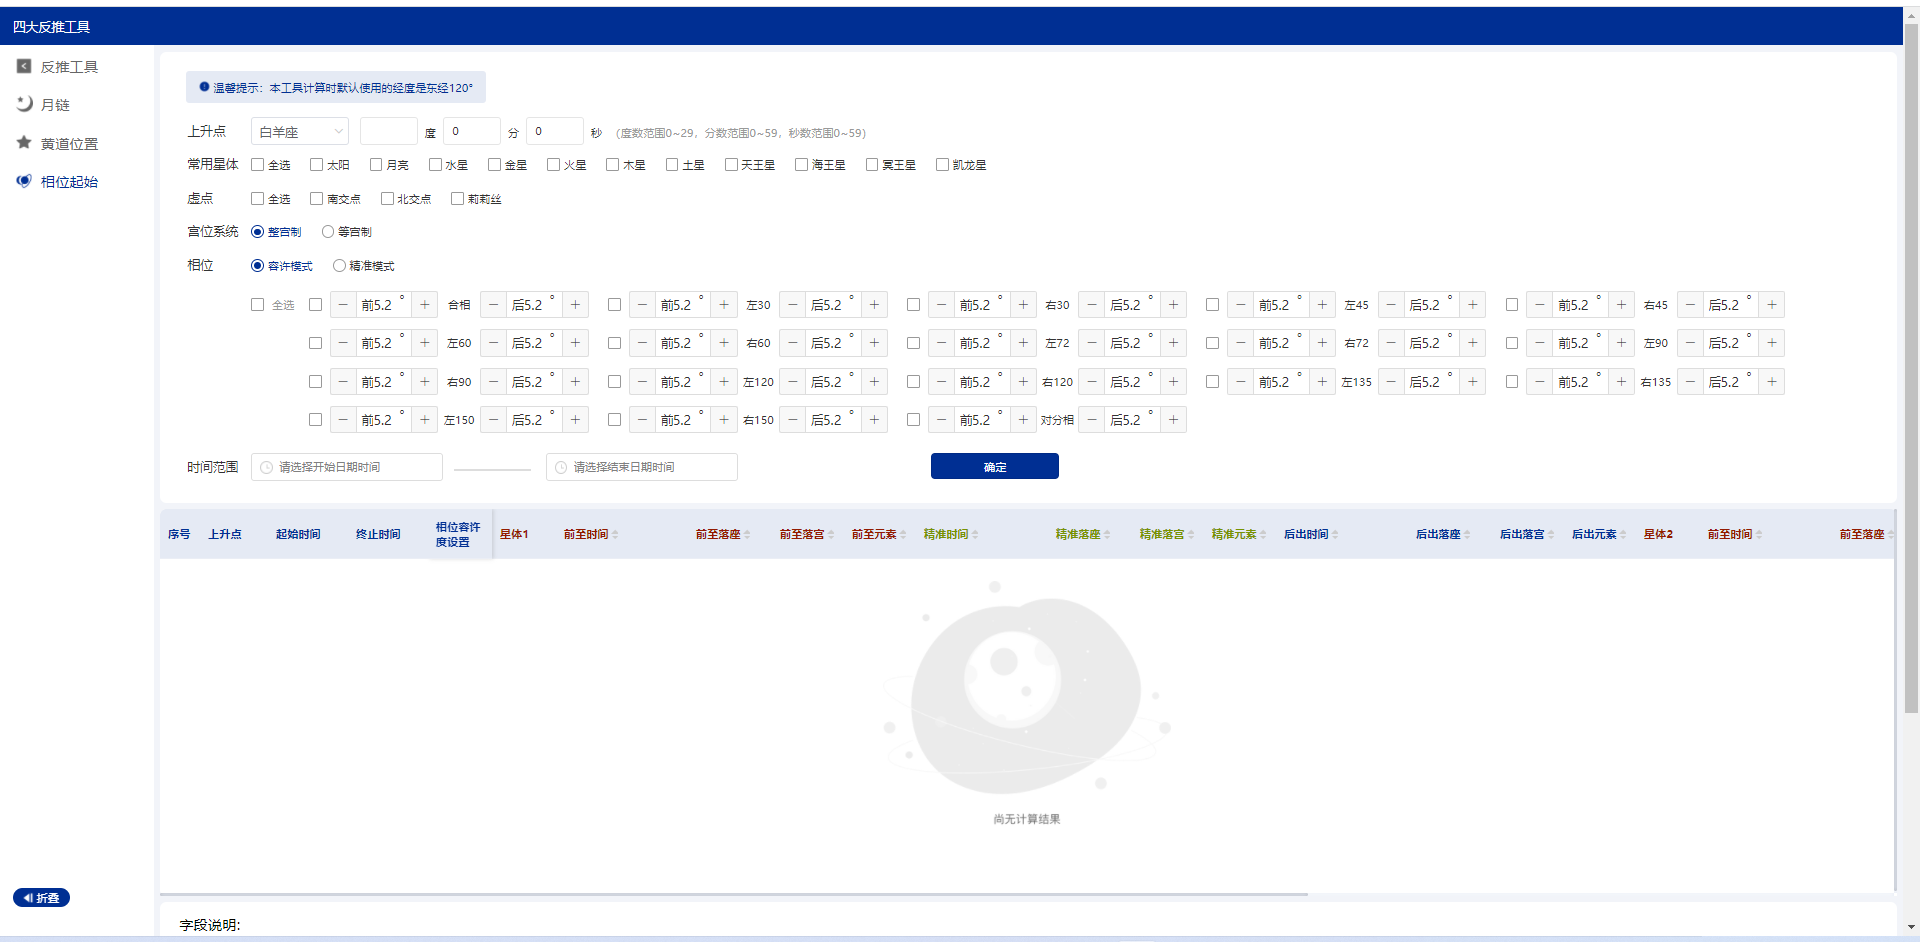 四大反推工具
反推工具
月链
黄道位置
相位起始
温馨提示：本工具计算时默认使用的经度是东经120°
上升点 白羊座 度 0 分 0 秒 (度数范围0~29，分数范围0~59，秒数范围0~59)
常用星体 全选 太阳 月亮 水星 金星 火星 木星 土星 天王星 海王星 冥王星 凯龙星
虚点 全选 南交点 北交点 莉莉丝
宫位系统 整宫制 等宫制
相位 容许模式 精准模式
全选 − 前5.2 ° + 合相 − 后5.2 ° + − 前5.2 ° + 左30 − 后5.2 ° + − 前5.2 ° + 右30 − 后5.2 ° + − 前5.2 ° + 左45 − 后5.2 ° + − 前5.2 ° + 右45 − 后5.2 ° +
− 前5.2 ° + 左60 − 后5.2 ° + − 前5.2 ° + 右60 − 后5.2 ° + − 前5.2 ° + 左72 − 后5.2 ° + − 前5.2 ° + 右72 − 后5.2 ° + − 前5.2 ° + 左90 − 后5.2 ° +
− 前5.2 ° + 右90 − 后5.2 ° + − 前5.2 ° + 左120 − 后5.2 ° + − 前5.2 ° + 右120 − 后5.2 ° + − 前5.2 ° + 左135 − 后5.2 ° + − 前5.2 ° + 右135 − 后5.2 ° +
− 前5.2 ° + 左150 − 后5.2 ° + − 前5.2 ° + 右150 − 后5.2 ° + − 前5.2 ° + 对分相 − 后5.2 ° +
时间范围 请选择开始日期时间 请选择结束日期时间 确定
序号 上升点 起始时间 终止时间 相位容许 星体1 前至时间 前至落座 前至落宫 前至元素 精准时间 精准落座 精准落宫 精准元素 后出时间 后出落座 后出落宫 后出元素 星体2 前至时间 前至落座
度设置
尚无计算结果
折叠
字段说明: